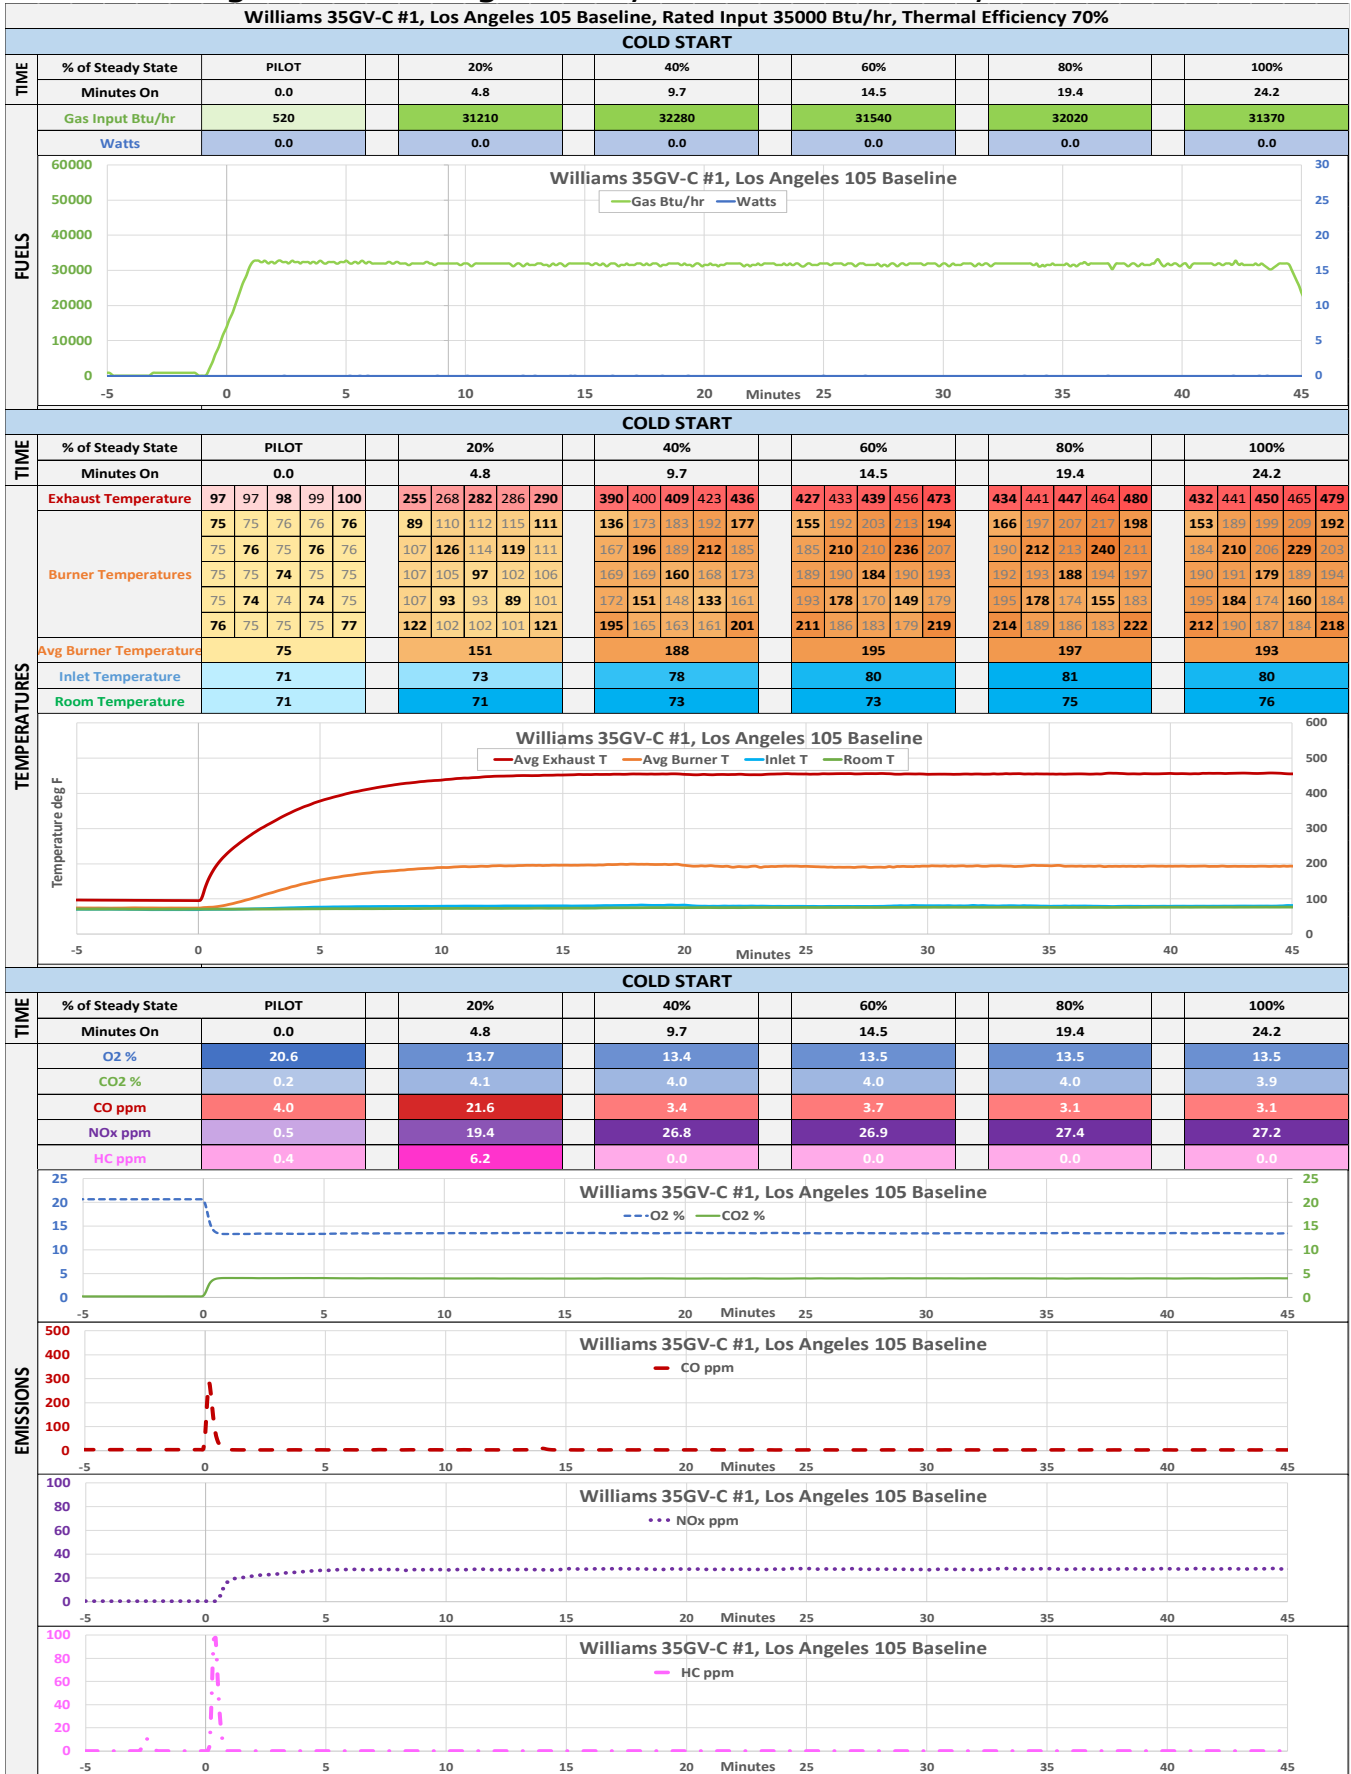 Williams 35GV-C #1, Los Angeles 105 Baseline, Rated Input 35000 Btu/hr, Thermal Efficiency 70%
COLD START
TIME
% of Steady State PILOT 20% 40% 60% 80% 100%
Minutes On 0.0 4.8 9.7 14.5 19.4 24.2
FUELS
Gas Input Btu/hr 520 31210 32280 31540 32020 31370
Watts 0.0 0.0 0.0 0.0 0.0 0.0
Williams 35GV-C #1, Los Angeles 105 Baseline
Gas Btu/hr Watts
60000 30
50000 25
40000 20
30000 15
20000 10
10000 5
0 0
-5 0 5 10 15 20 Minutes 25 30 35 40 45
COLD START
TIME
% of Steady State PILOT 20% 40% 60% 80% 100%
Minutes On 0.0 4.8 9.7 14.5 19.4 24.2
TEMPERATURES
Exhaust Temperature 97 97 98 99 100 255 268 282 286 290 390 400 409 423 436 427 433 439 456 473 434 441 447 464 480 432 441 450 465 479
75 75 76 76 76 89 110 112 115 111 136 173 183 192 177 155 192 203 213 194 166 197 207 217 198 153 189 199 209 192
75 76 75 76 76 107 126 114 119 111 167 196 189 212 185 185 210 210 236 207 190 212 213 240 211 184 210 206 229 203
Burner Temperatures 75 75 74 75 75 107 105 97 102 106 169 169 160 168 173 189 190 184 190 193 192 193 188 194 197 190 191 179 189 194
75 74 74 74 75 107 93 93 89 101 172 151 148 133 161 193 178 170 149 179 195 178 174 155 183 195 184 174 160 184
76 75 75 75 77 122 102 102 101 121 195 165 163 161 201 211 186 183 179 219 214 189 186 183 222 212 190 187 184 218
Avg Burner Temperature 75 151 188 195 197 193
Inlet Temperature 71 73 78 80 81 80
Room Temperature 71 71 73 73 75 76
Williams 35GV-C #1, Los Angeles 105 Baseline
Avg Exhaust T Avg Burner T Inlet T Room T
Temperature deg F
600
500
400
300
200
100
0
-5 0 5 10 15 20 Minutes 25 30 35 40 45
COLD START
TIME
% of Steady State PILOT 20% 40% 60% 80% 100%
Minutes On 0.0 4.8 9.7 14.5 19.4 24.2
EMISSIONS
O2 % 20.6 13.7 13.4 13.5 13.5 13.5
CO2 % 0.2 4.1 4.0 4.0 4.0 3.9
CO ppm 4.0 21.6 3.4 3.7 3.1 3.1
NOx ppm 0.5 19.4 26.8 26.9 27.4 27.2
HC ppm 0.4 6.2 0.0 0.0 0.0 0.0
Williams 35GV-C #1, Los Angeles 105 Baseline
O2 % CO2 %
25 25
20 20
15 15
10 10
5 5
0 0
-5 0 5 10 15 20 Minutes 25 30 35 40 45
Williams 35GV-C #1, Los Angeles 105 Baseline
CO ppm
500
400
300
200
100
0
-5 0 5 10 15 20 Minutes 25 30 35 40 45
Williams 35GV-C #1, Los Angeles 105 Baseline
NOx ppm
100
80
60
40
20
0
-5 0 5 10 15 20 Minutes 25 30 35 40 45
Williams 35GV-C #1, Los Angeles 105 Baseline
HC ppm
100
80
60
40
20
0
-5 0 5 10 15 20 Minutes 25 30 35 40 45